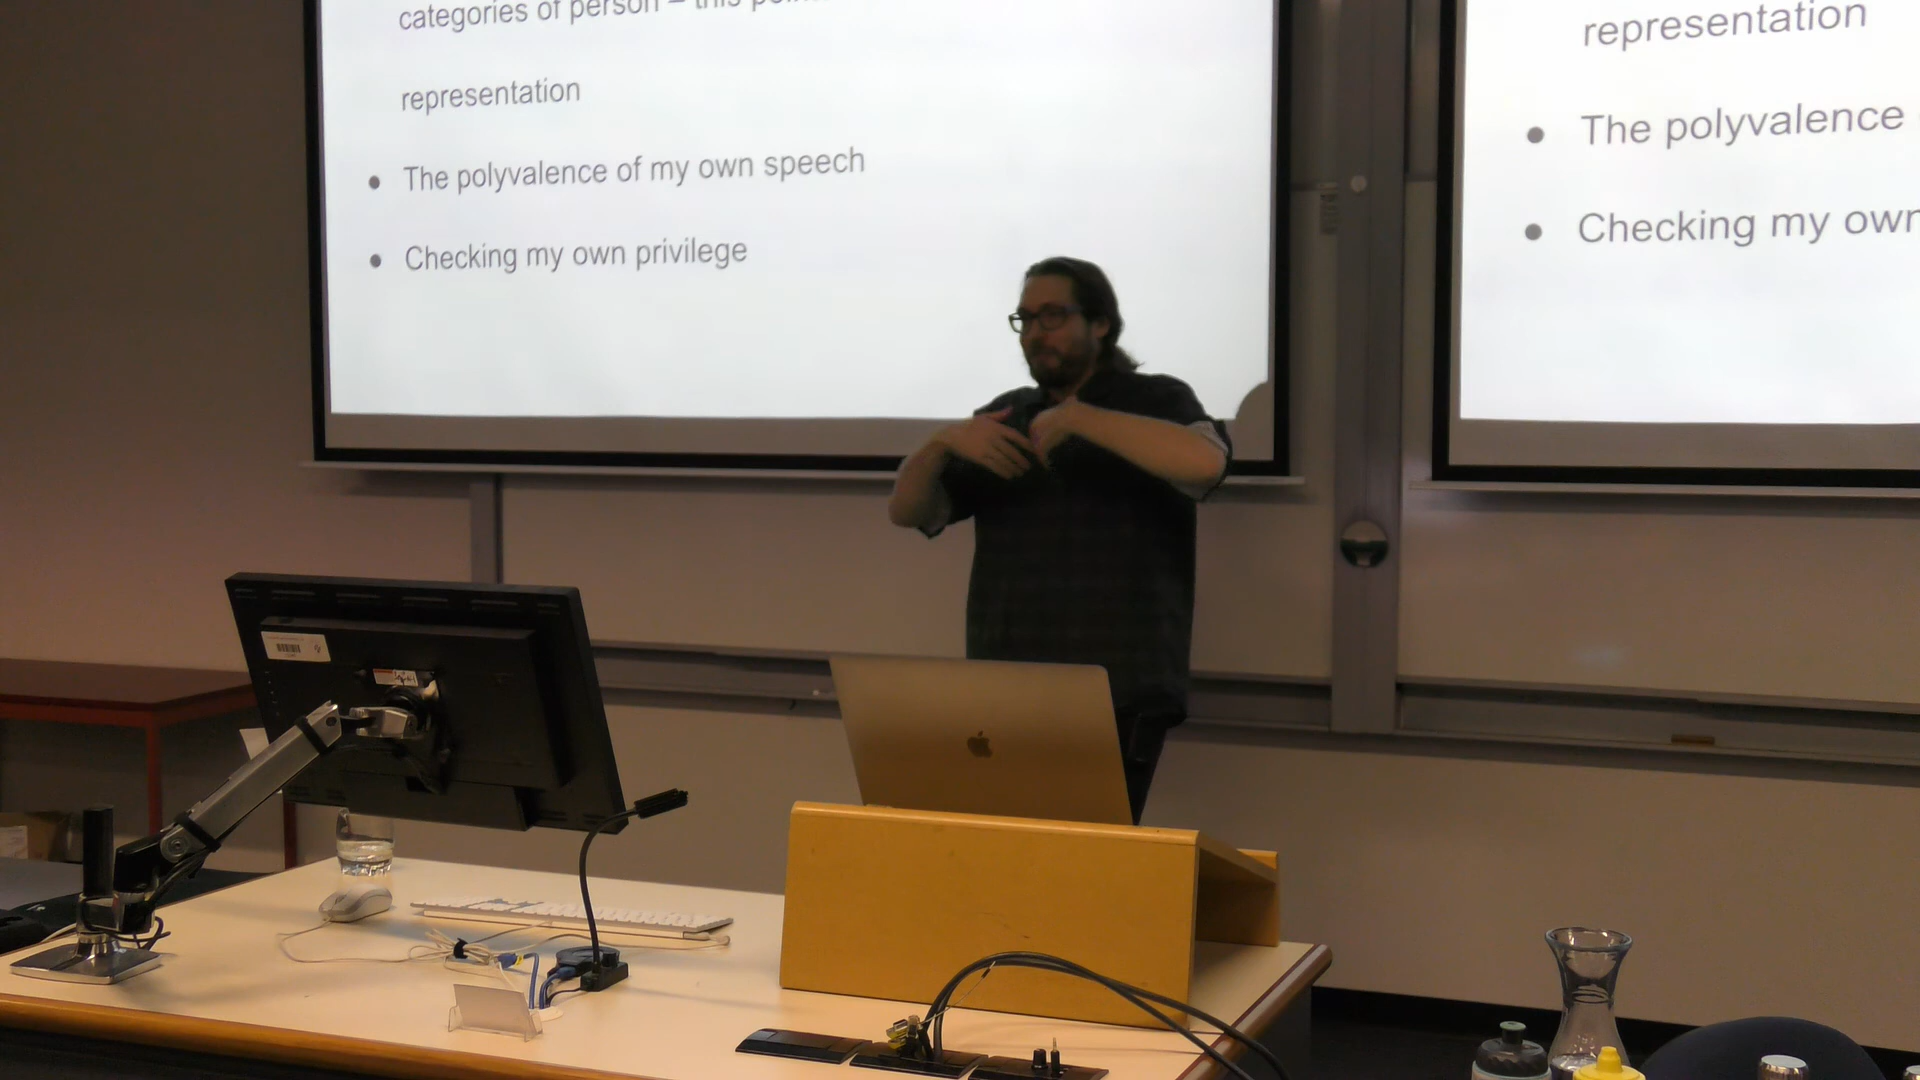 categories of person – this
representation
The polyvalence of my own speech
Checking my own privilege
representation
The polyvalence
Checking my own